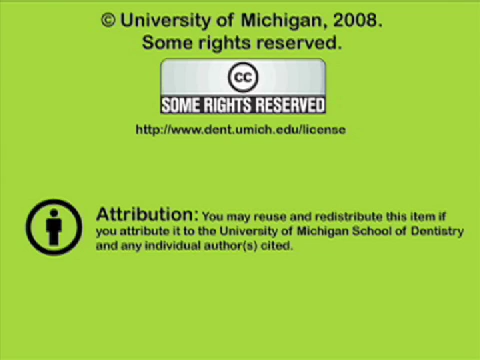 © University of Michigan, 2008.
Some rights reserved.
cc
SOME RIGHTS RESERVED
http://www.dent.umich.edu/license
Attribution: You may reuse and redistribute this item if
you attribute it to the University of Michigan School of Dentistry
and any individual author(s) cited.